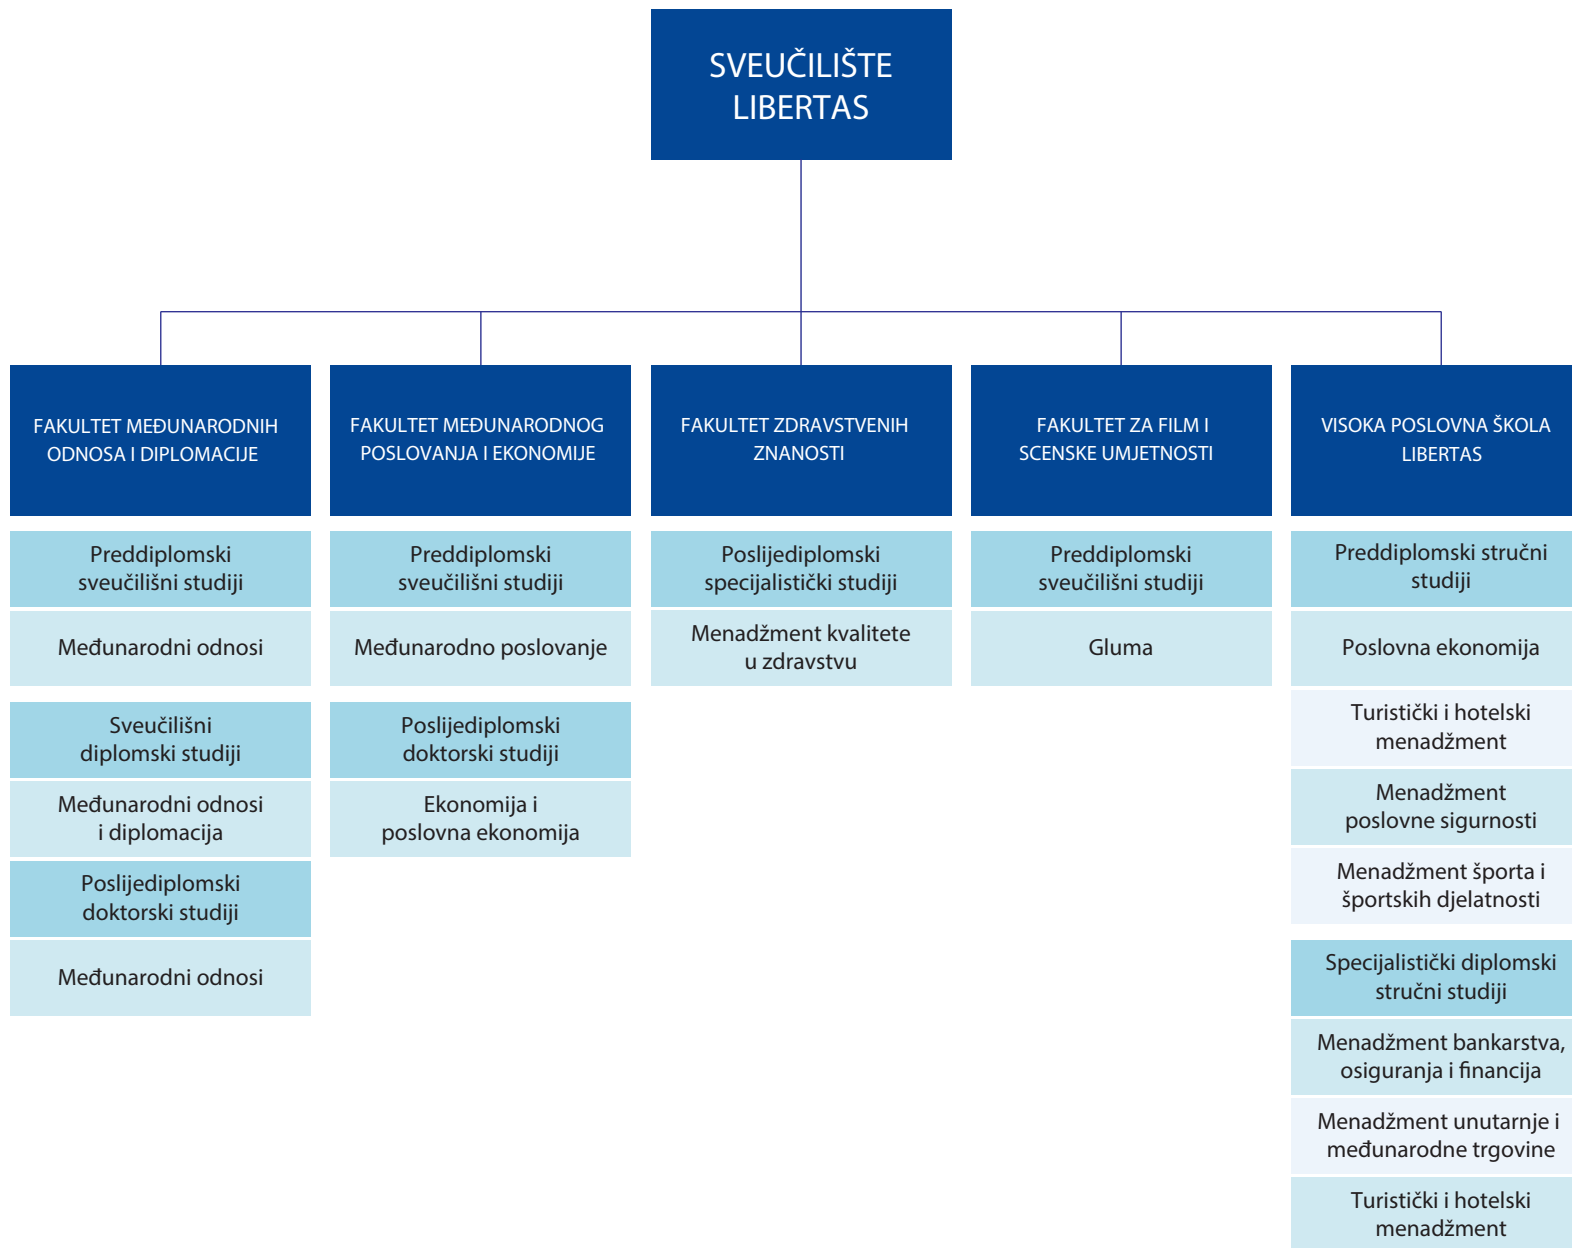 SVEUČILIŠTE
LIBERTAS
FAKULTET MEĐUNARODNIH
ODNOSA I DIPLOMACIJE
Preddiplomski
sveučilišni studiji
Međunarodni odnosi
Sveučilišni
diplomski studiji
Međunarodni odnosi
i diplomacija
Poslijediplomski
doktorski studiji
Međunarodni odnosi
FAKULTET MEĐUNARODNOG
POSLOVANJA I EKONOMIJE
Preddiplomski
sveučilišni studiji
Međunarodno poslovanje
Poslijediplomski
doktorski studiji
Ekonomija i
poslovna ekonomija
FAKULTET ZDRAVSTVENIH
ZNANOSTI
Poslijediplomski
specijalistički studiji
Menadžment kvalitete
u zdravstvu
FAKULTET ZA FILM I
SCENSKE UMJETNOSTI
Preddiplomski
sveučilišni studiji
Gluma
VISOKA POSLOVNA ŠKOLA
LIBERTAS
Preddiplomski stručni
studiji
Poslovna ekonomija
Turistički i hotelski
menadžment
Menadžment
poslovne sigurnosti
Menadžment športa i
športskih djelatnosti
Specijalistički diplomski
stručni studiji
Menadžment bankarstva,
osiguranja i financija
Menadžment unutarnje i
međunarodne trgovine
Turistički i hotelski
menadžment